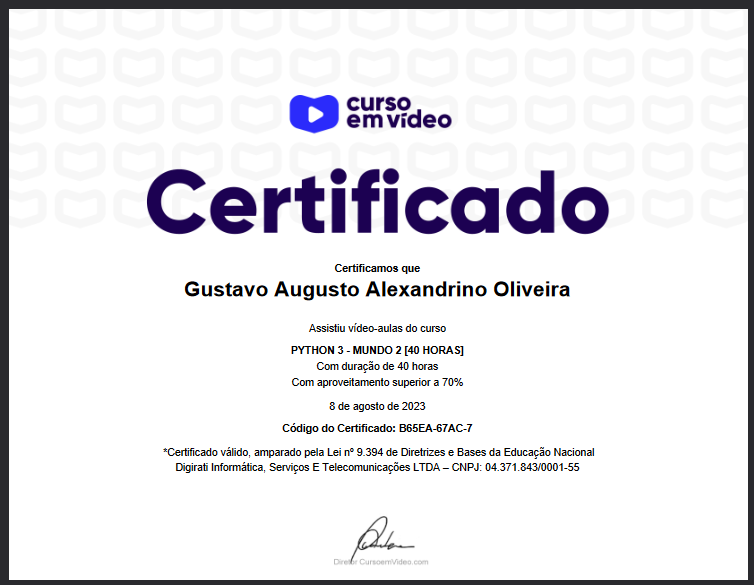 curso
em vídeo
Certificado
Certificamos que
Gustavo Augusto Alexandrino Oliveira
Assistiu vídeo-aulas do curso
PYTHON 3 - MUNDO 2 [40 HORAS]
Com duração de 40 horas
Com aproveitamento superior a 70%
8 de agosto de 2023
Código do Certificado: B65EA-67AC-7
*Certificado válido, amparado pela Lei nº 9.394 de Diretrizes e Bases da Educação Nacional
Digirati Informática, Serviços E Telecomunicações LTDA – CNPJ: 04.371.843/0001-55
Diretor CursoemVideo.com